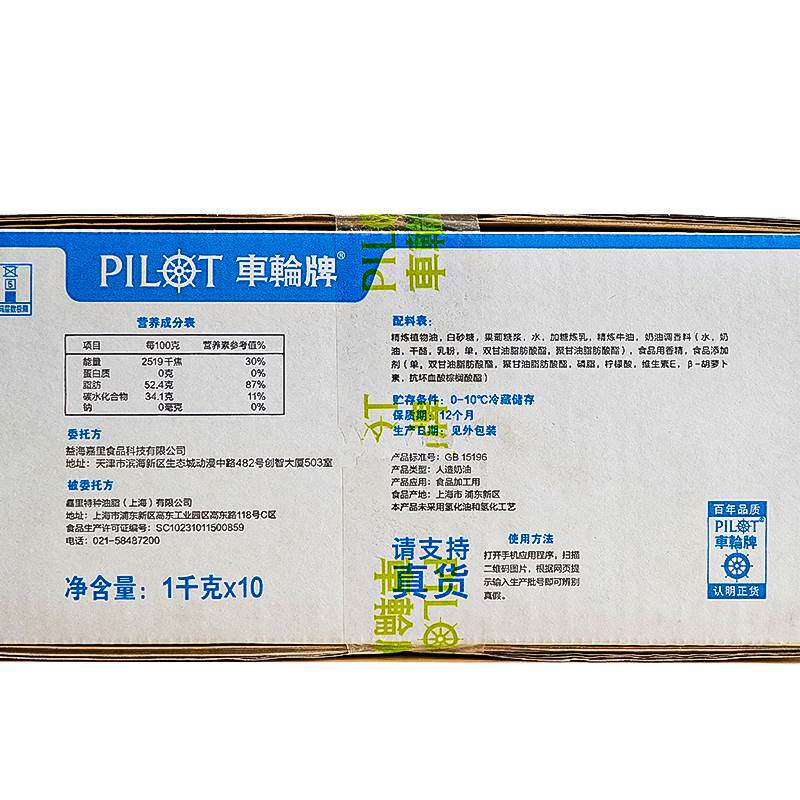 PILOT 車輪牌®
5
营养成分表
项目 每100克 营养素参考值%
能量 2519千焦 30%
蛋白质 0克 0%
脂肪 52.4克 87%
碳水化合物 34.1克 11%
钠 0毫克 0%
委托方
益海嘉里食品科技有限公司
地址：天津市滨海新区生态城动漫中路482号创智大厦503室
被委托方
嘉里特种油脂（上海）有限公司
地址：上海市浦东新区高东工业园区高东路118号C区
食品生产许可证编号：SC10231011500859
电话：021-58487200
净含量：1千克x10
配料表：
精炼植物油，白砂糖，果葡糖浆，水，加糖炼乳，精炼牛油，奶油调香料（水，奶
油，干酪，乳粉，单，双甘油脂肪酸酯，聚甘油脂肪酸酯），食品用香精，食品添加
剂（单，双甘油脂肪酸酯，聚甘油脂肪酸酯，磷脂，柠檬酸，维生素E，β-胡萝卜
素，抗坏血酸棕榈酸酯）
贮存条件：0-10℃冷藏储存
保质期：12个月
生产日期：见外包装
产品标准号：GB 15196
产品类型：人造奶油
产品应用：食品加工用
食品产地：上海市 浦东新区
本产品未采用氢化油和氢化工艺
请支持
真货
使用方法
打开手机应用程序，扫描
二维码图片，根据网页提
示输入生产批号即可辨别
真假。
百年品质
PILOT®
車輪牌
认明正货
PILOT
車輪牌